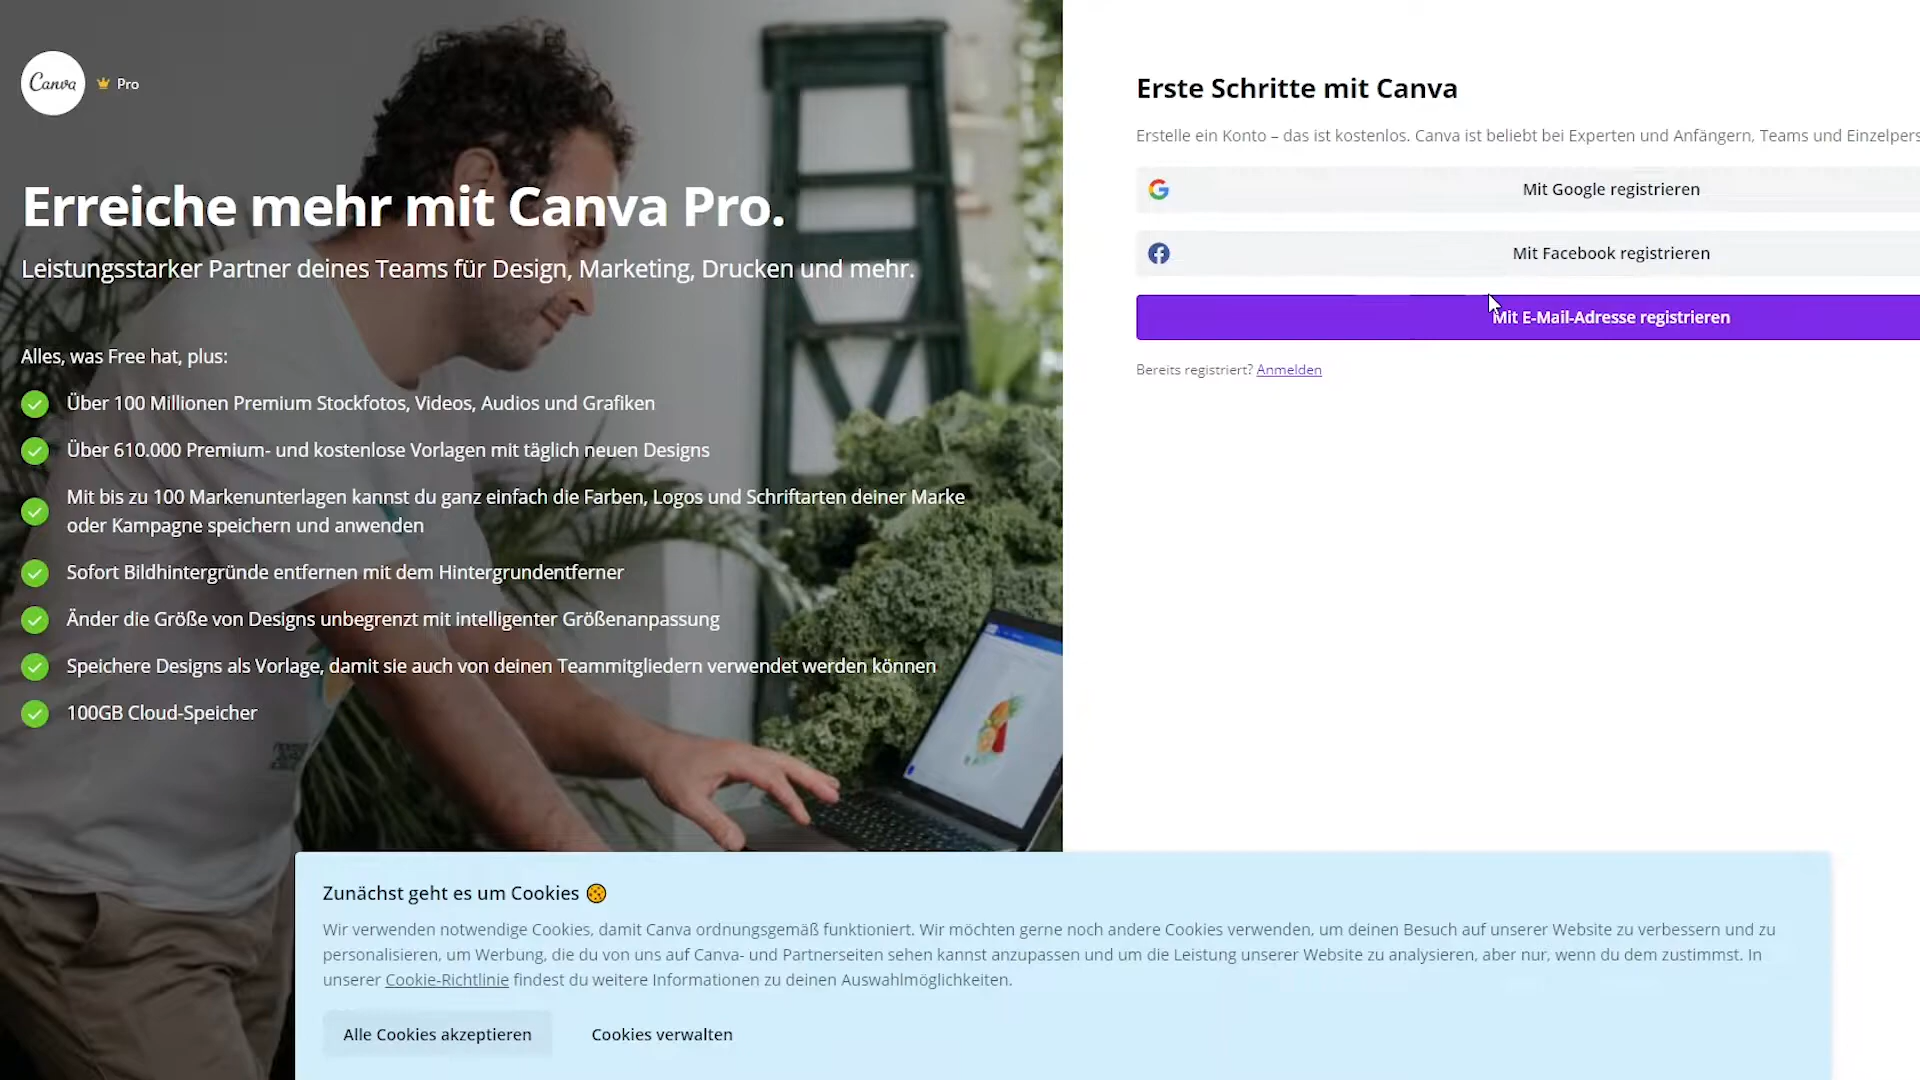 Canva
Pro
Erreiche mehr mit Canva Pro.
Leistungsstarker Partner deines Teams für Design, Marketing, Drucken und mehr.
Alles, was Free hat, plus:
Über 100 Millionen Premium Stockfotos, Videos, Audios und Grafiken
Über 610.000 Premium- und kostenlose Vorlagen mit täglich neuen Designs
Mit bis zu 100 Markenunterlagen kannst du ganz einfach die Farben, Logos und Schriftarten deiner Marke
oder Kampagne speichern und anwenden
Sofort Bildhintergründe entfernen mit dem Hintergrundentferner
Änder die Größe von Designs unbegrenzt mit intelligenter Größenanpassung
Speichere Designs als Vorlage, damit sie auch von deinen Teammitgliedern verwendet werden können
100GB Cloud-Speicher
Erste Schritte mit Canva
Erstelle ein Konto – das ist kostenlos. Canva ist beliebt bei Experten und Anfängern, Teams und Einzelpers
Mit Google registrieren
Mit Facebook registrieren
Mit E-Mail-Adresse registrieren
Bereits registriert? Anmelden
Zunächst geht es um Cookies 🍪
Wir verwenden notwendige Cookies, damit Canva ordnungsgemäß funktioniert. Wir möchten gerne noch andere Cookies verwenden, um deinen Besuch auf unserer Website zu verbessern und zu
personalisieren, um Werbung, die du von uns auf Canva- und Partnerseiten sehen kannst anzupassen und um die Leistung unserer Website zu analysieren, aber nur, wenn du dem zustimmst. In
unserer Cookie-Richtlinie findest du weitere Informationen zu deinen Auswahlmöglichkeiten.
Alle Cookies akzeptieren
Cookies verwalten